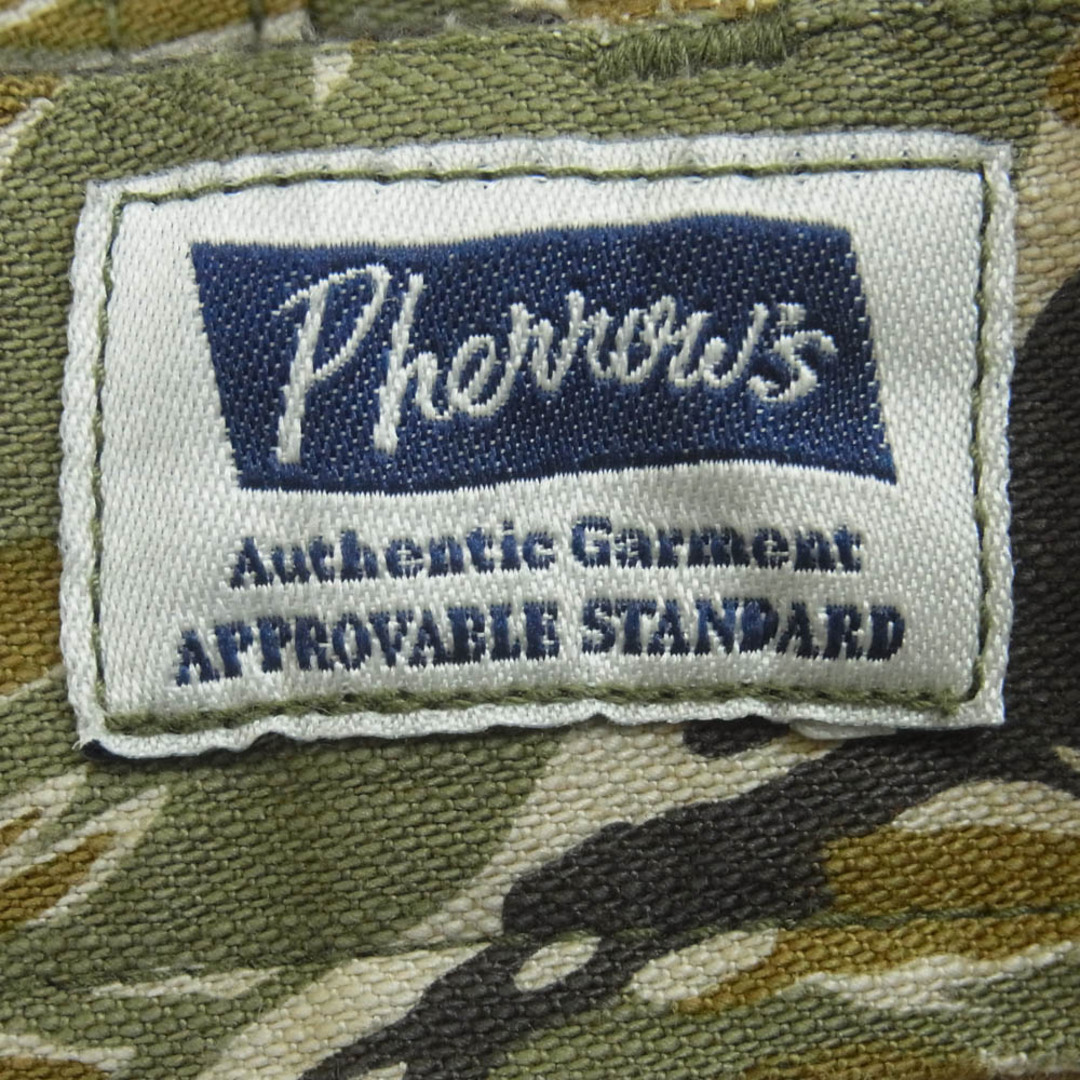 Pherrow's
Authentic Garment
APPROVABLE STANDARD